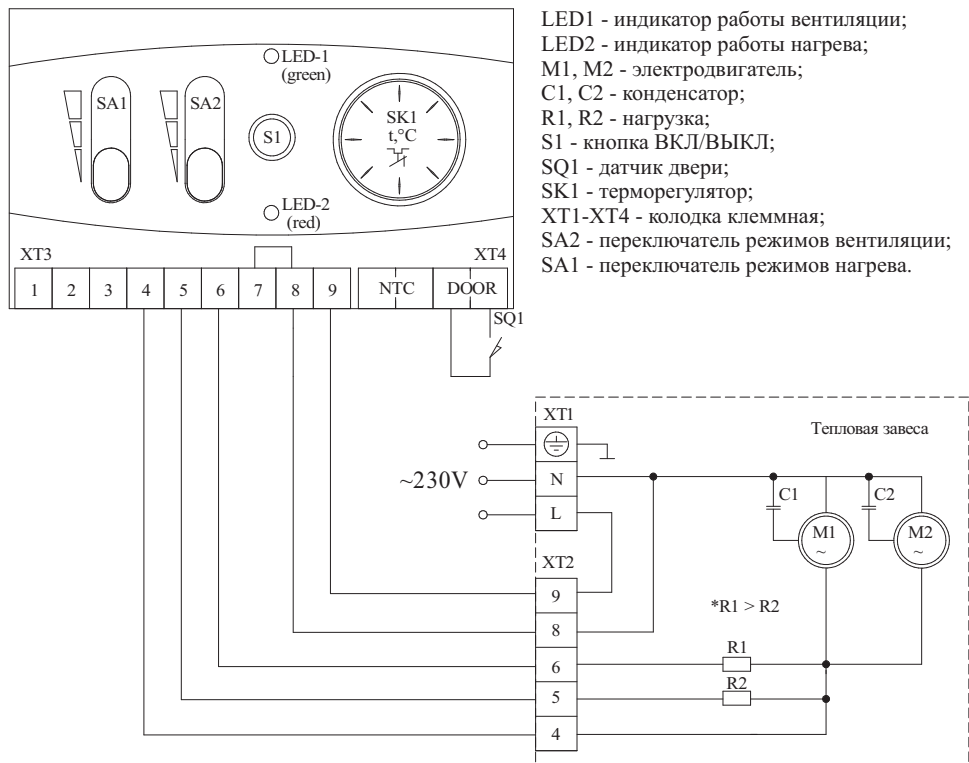 LED-1
(green)
SA1
SA2
S1
SK1
t,°C
LED-2
(red)
XT3
XT4
1 2 3 4 5 6 7 8 9 NTC DOOR
SQ1
LED1 - индикатор работы вентиляции;
LED2 - индикатор работы нагрева;
M1, M2 - электродвигатель;
C1, C2 - конденсатор;
R1, R2 - нагрузка;
S1 - кнопка ВКЛ/ВЫКЛ;
SQ1 - датчик двери;
SK1 - терморегулятор;
XT1-XT4 - колодка клеммная;
SA2 - переключатель режимов вентиляции;
SA1 - переключатель режимов нагрева.
XT1
Тепловая завеса
~230V
N
L
C1
C2
M1
~
M2
~
XT2
9
8
6
5
4
*R1 > R2
R1
R2